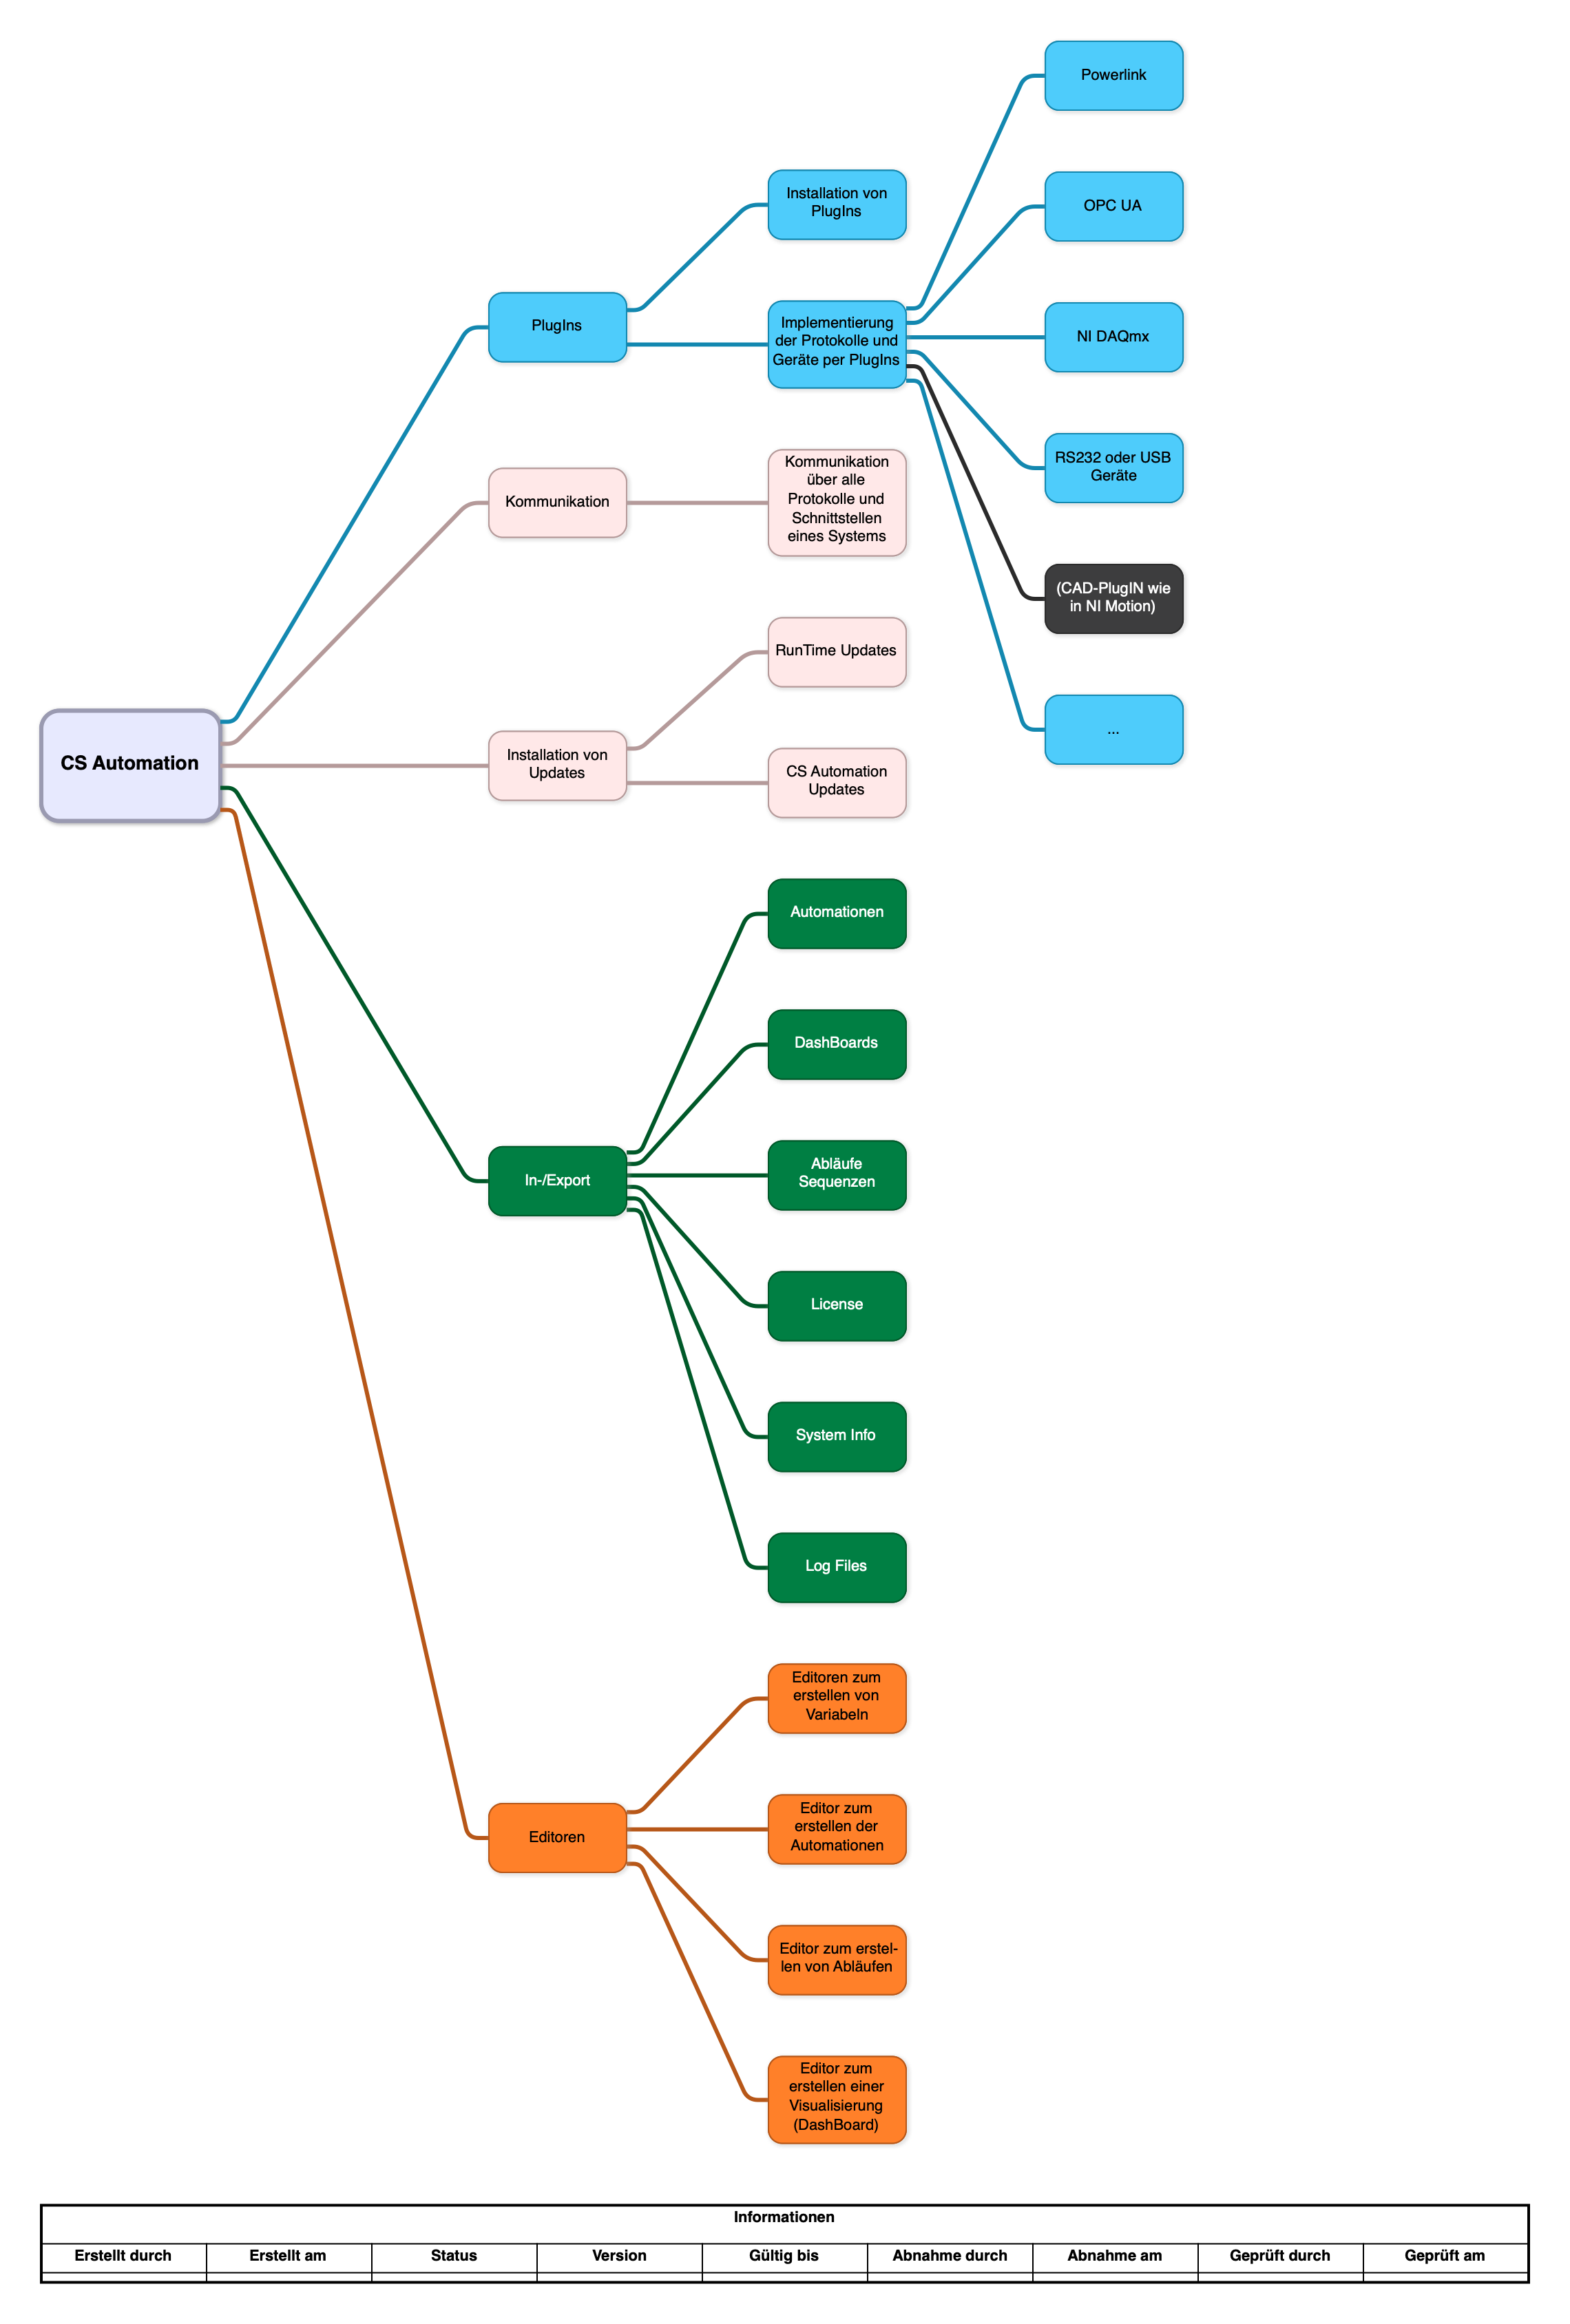 CS Automation
PlugIns
Installation von
PlugIns
Implementierung
der Protokolle und
Geräte per PlugIns
Powerlink
OPC UA
NI DAQmx
RS232 oder USB
Geräte
(CAD-PlugIN wie
in NI Motion)
...
Kommunikation
Kommunikation
über alle
Protokolle und
Schnittstellen
eines Systems
Installation von
Updates
RunTime Updates
CS Automation
Updates
In-/Export
Automationen
DashBoards
Abläufe
Sequenzen
License
System Info
Log Files
Editoren
Editoren zum
erstellen von
Variabeln
Editor zum
erstellen der
Automationen
Editor zum erstel-
len von Abläufen
Editor zum
erstellen einer
Visualisierung
(DashBoard)
Informationen
Erstellt durch Erstellt am Status Version Gültig bis Abnahme durch Abnahme am Geprüft durch Geprüft am